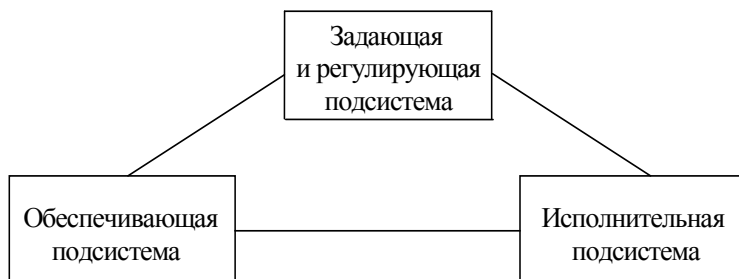 Задающая
и регулирующая
подсистема
Обеспечивающая
подсистема
Исполнительная
подсистема